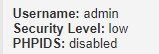 Username: admin
Security Level: low
PHPIDS: disabled